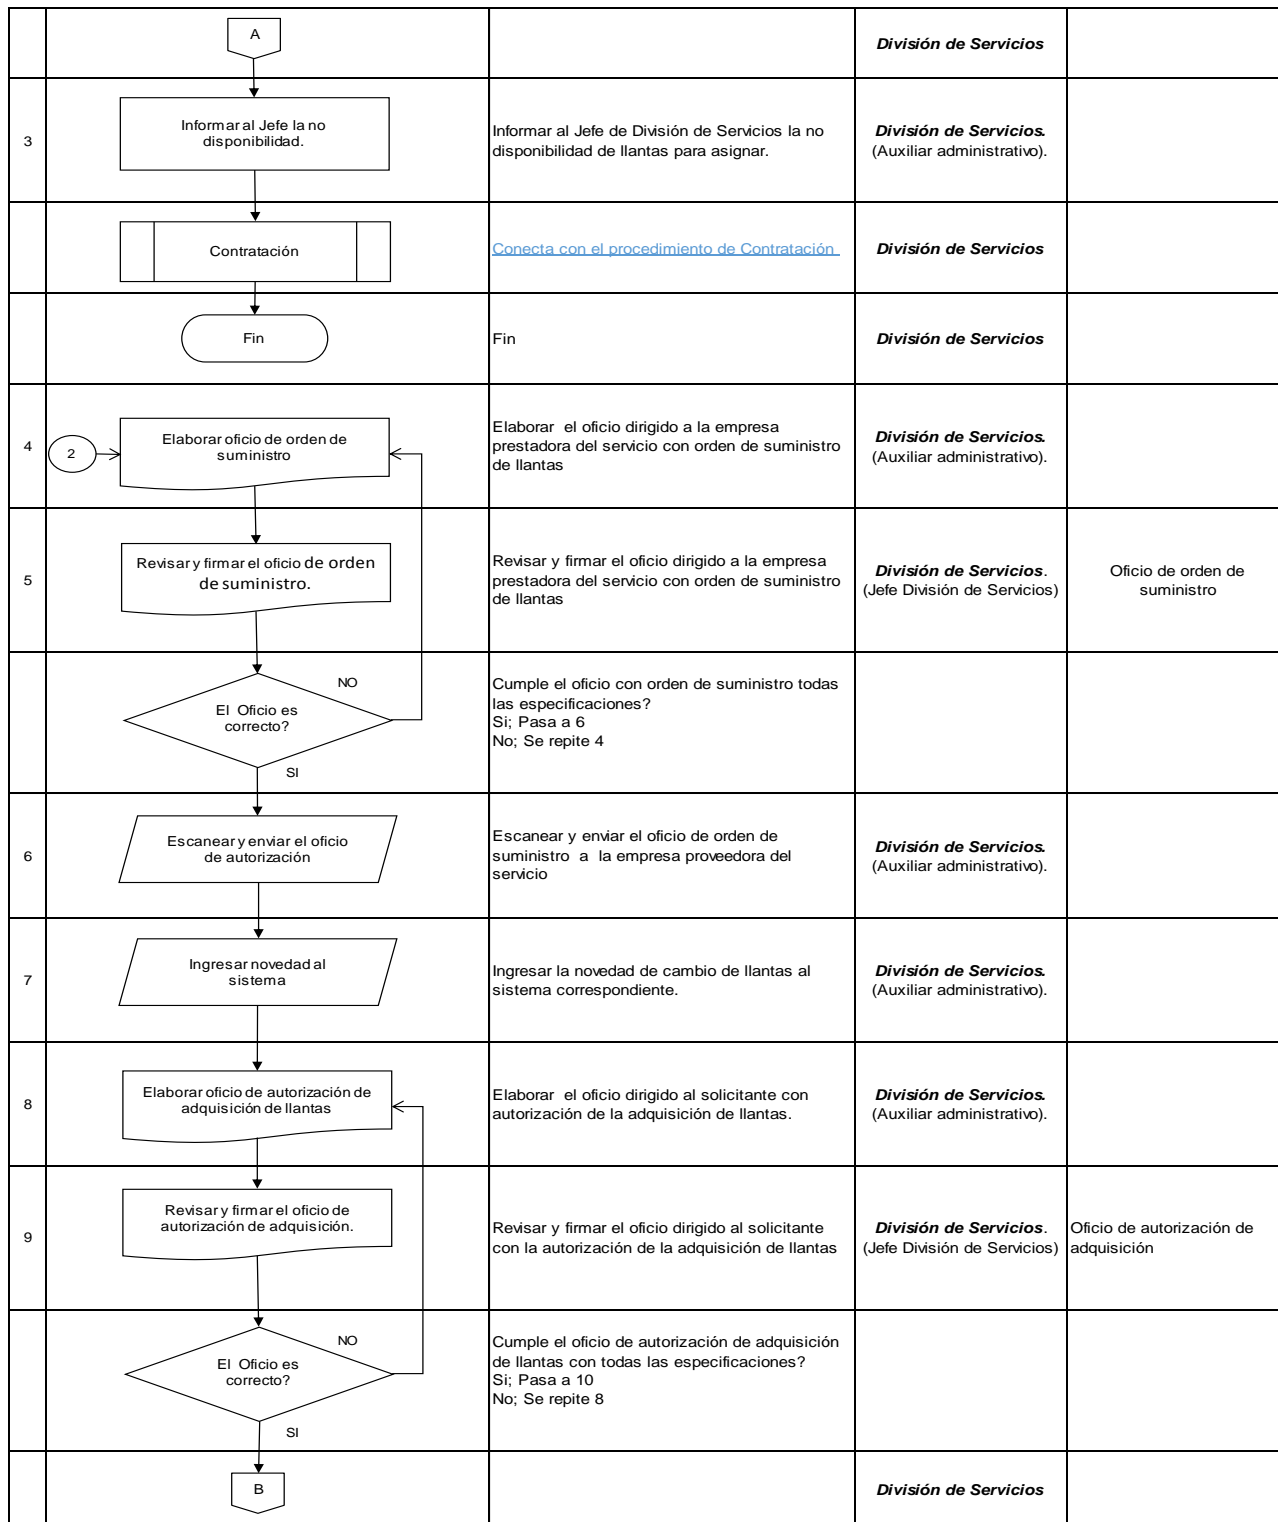 A
División de Servicios
3
Informar al Jefe la no
disponibilidad.
Informar al Jefe de División de Servicios la no
disponibilidad de llantas para asignar.
División de Servicios.
(Auxiliar administrativo).
Contratación
Conecta con el procedimiento de Contratación
División de Servicios
Fin
Fin
División de Servicios
4
2
Elaborar oficio de orden de
suministro
Elaborar el oficio dirigido a la empresa
prestadora del servicio con orden de suministro
de llantas
División de Servicios.
(Auxiliar administrativo).
5
Revisar y firmar el oficio de orden
de suministro.
Revisar y firmar el oficio dirigido a la empresa
prestadora del servicio con orden de suministro
de llantas
División de Servicios.
(Jefe División de Servicios)
Oficio de orden de
suministro
NO
El Oficio es
correcto?
SI
Cumple el oficio con orden de suministro todas
las especificaciones?
Si; Pasa a 6
No; Se repite 4
6
Escanear y enviar el oficio
de autorización
Escanear y enviar el oficio de orden de
suministro a la empresa proveedora del
servicio
División de Servicios.
(Auxiliar administrativo).
7
Ingresar novedad al
sistema
Ingresar la novedad de cambio de llantas al
sistema correspondiente.
División de Servicios.
(Auxiliar administrativo).
8
Elaborar oficio de autorización de
adquisición de llantas
Elaborar el oficio dirigido al solicitante con
autorización de la adquisición de llantas.
División de Servicios.
(Auxiliar administrativo).
9
Revisar y firmar el oficio de
autorización de adquisición.
Revisar y firmar el oficio dirigido al solicitante
con la autorización de la adquisición de llantas
División de Servicios.
(Jefe División de Servicios)
Oficio de autorización de
adquisición
NO
El Oficio es
correcto?
SI
Cumple el oficio de autorización de adquisición
de llantas con todas las especificaciones?
Si; Pasa a 10
No; Se repite 8
B
División de Servicios